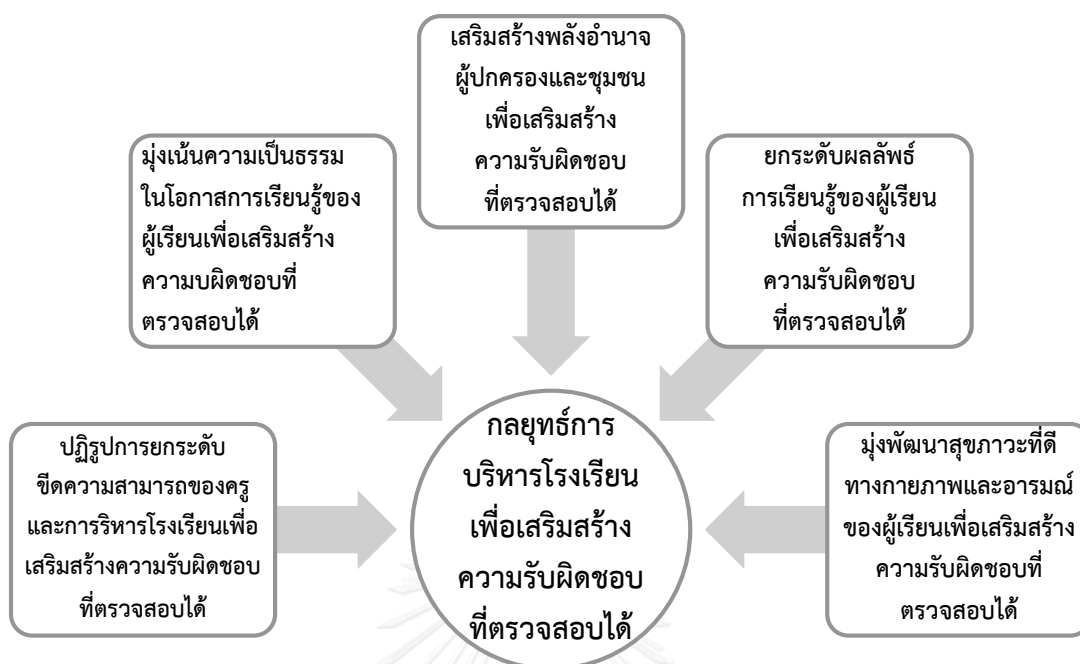 เสริมสร้างพลังอำนาจ
ผู้ปกครองและชุมชน
เพื่อเสริมสร้าง
ความรับผิดชอบ
ที่ตรวจสอบได้
มุ่งเน้นความเป็นธรรม
ในโอกาสการเรียนรู้ของ
ผู้เรียนเพื่อเสริมสร้าง
ความบผิดชอบที่
ตรวจสอบได้
ยกระดับผลลัพธ์
การเรียนรู้ของผู้เรียน
เพื่อเสริมสร้าง
ความรับผิดชอบ
ที่ตรวจสอบได้
ปฏิรูปการยกระดับ
ขีดความสามารถของครู
และการริหารโรงเรียนเพื่อ
เสริมสร้างความรับผิดชอบ
ที่ตรวจสอบได้
กลยุทธ์การ
บริหารโรงเรียน
เพื่อเสริมสร้าง
ความรับผิดชอบ
ที่ตรวจสอบได้
มุ่งพัฒนาสุขภาวะที่ดี
ทางกายภาพและอารมณ์
ของผู้เรียนเพื่อเสริมสร้าง
ความรับผิดชอบที่
ตรวจสอบได้